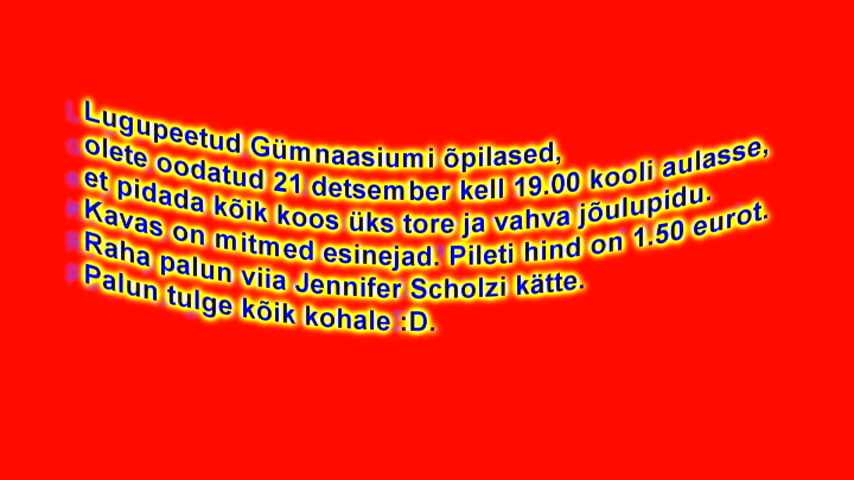 Lugupeetud Gümnaasiumi õpilased,
olete oodatud 21 detsember kell 19.00 kooli aulasse,
et pidada kõik koos üks tore ja vahva jõulupidu.
Kavas on mitmed esinejad. Pileti hind on 1.50 eurot.
Raha palun viia Jennifer Scholzi kätte.
Palun tulge kõik kohale :D.